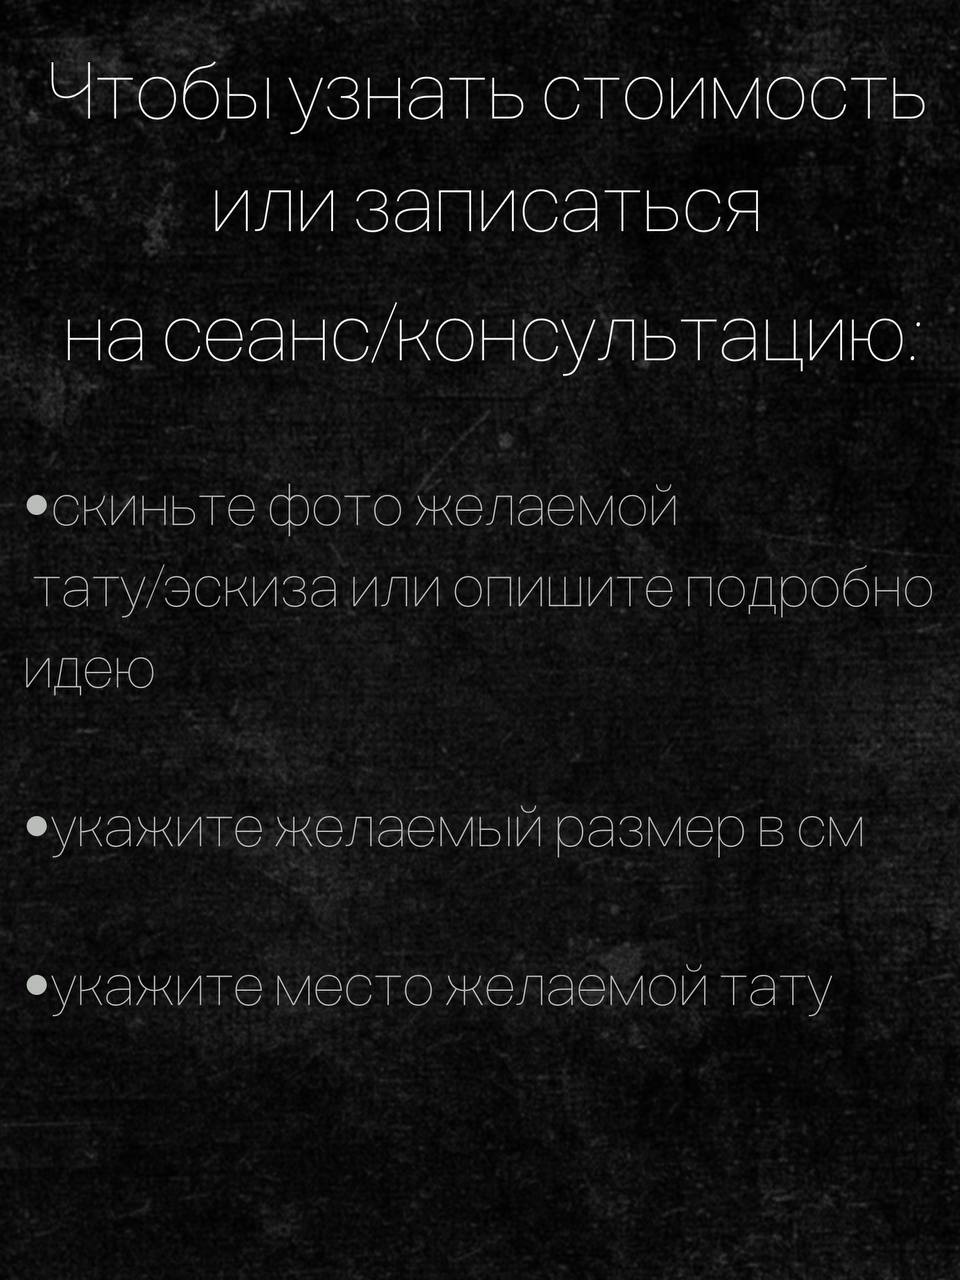 Чтобы узнать стоимость
или записаться
на сеанс/консультацию:
•скиньте фото желаемой
тату/эскиза или опишите подробно
идею
•укажите желаемый размер в см
•укажите место желаемой тату